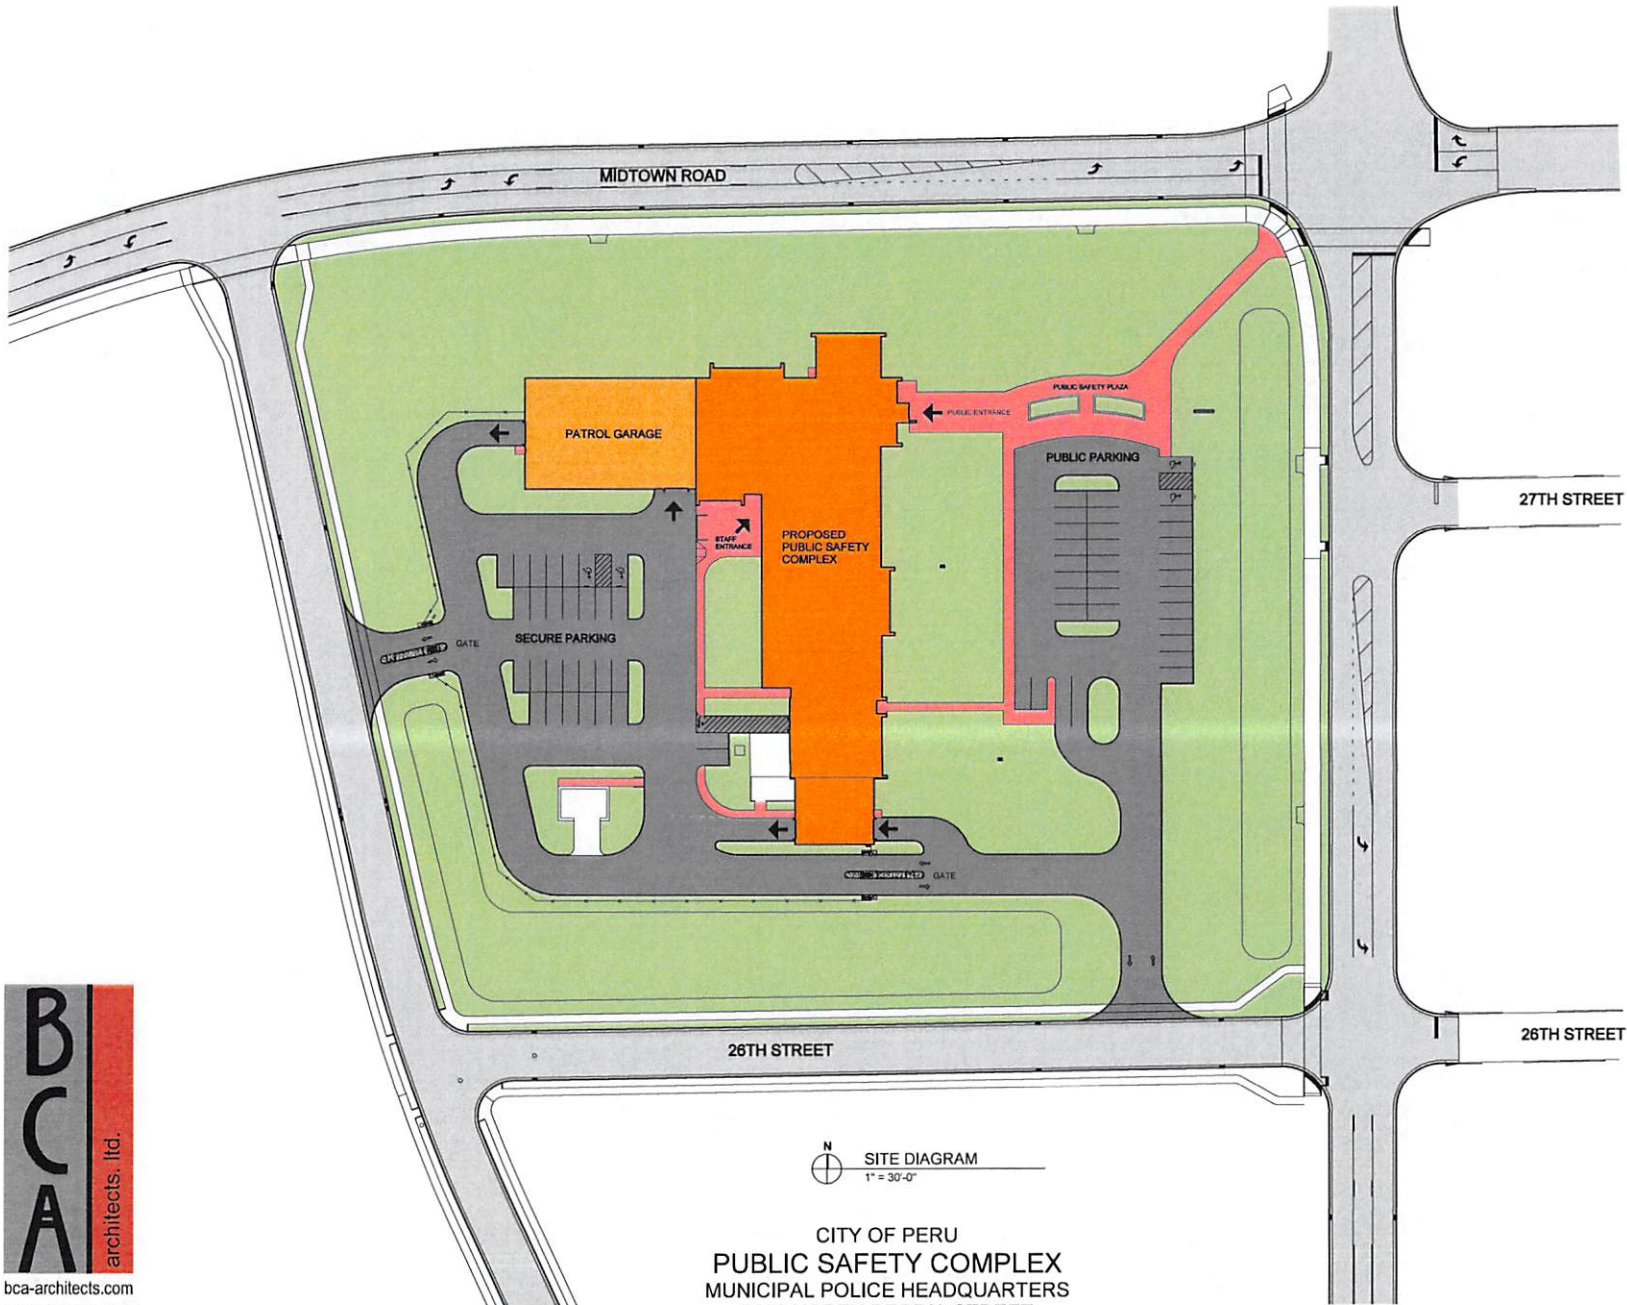 MIDTOWN ROAD
PUBLIC SAFETY PLAZA
PUBLIC ENTRANCE
PATROL GARAGE
PUBLIC PARKING
27TH STREET
STAFF
ENTRANCE
PROPOSED
PUBLIC SAFETY
COMPLEX
GATE
SECURE PARKING
GATE
26TH STREET
26TH STREET
BCA
architects. ltd.
bca-architects.com
N
SITE DIAGRAM
1" = 30'-0"
CITY OF PERU
PUBLIC SAFETY COMPLEX
MUNICIPAL POLICE HEADQUARTERS